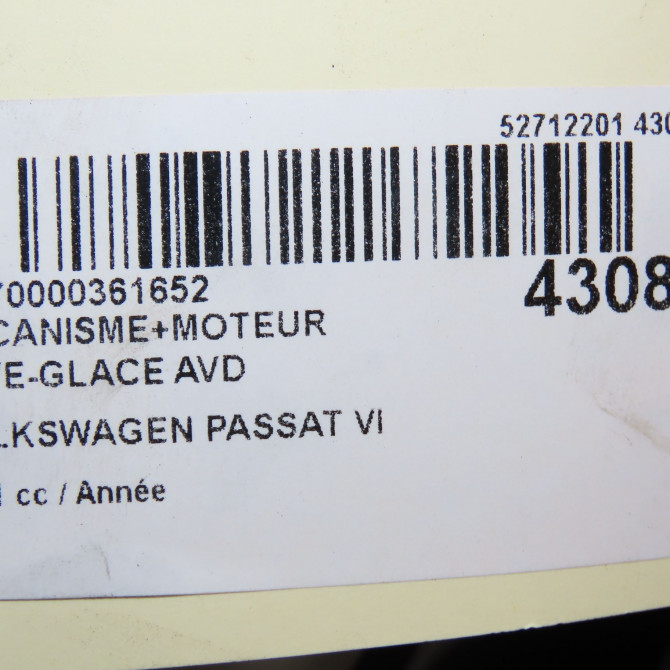 52712201 430
70000361652
4308
CANISME+MOTEUR
E-GLACE AVD
LKSWAGEN PASSAT VI
cc / Année